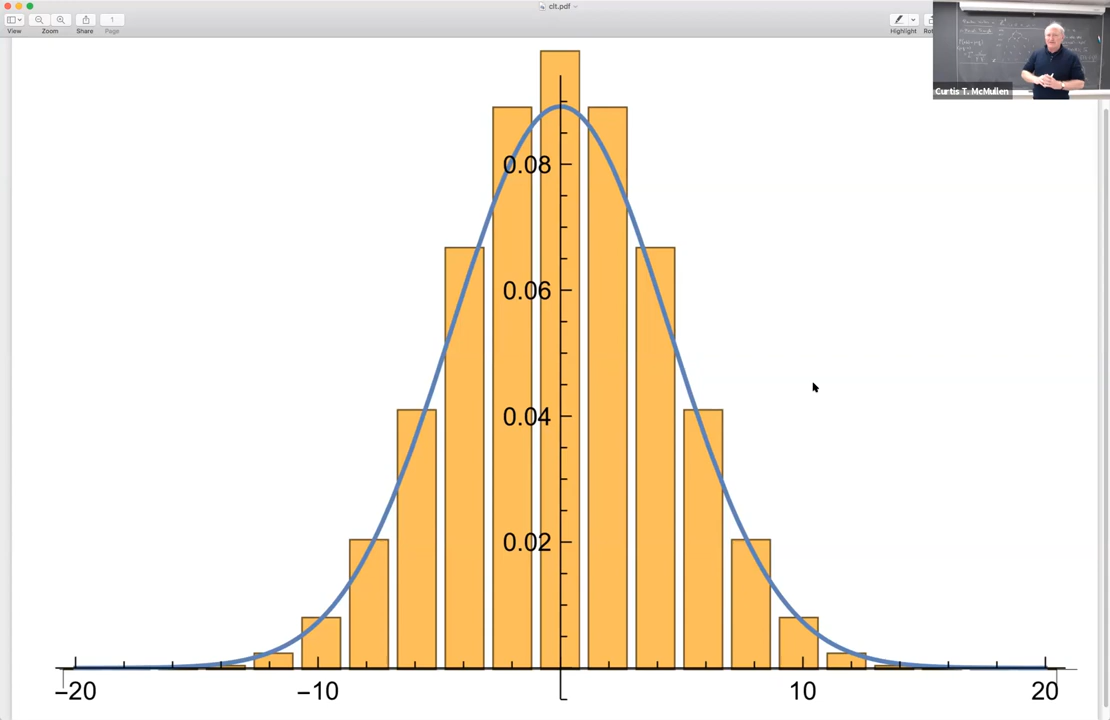 clt.pdf
View
Zoom
Share
1
Page
Highlight
Curtis T. McMullen
0.08
0.06
0.04
0.02
−20
−10
10
20